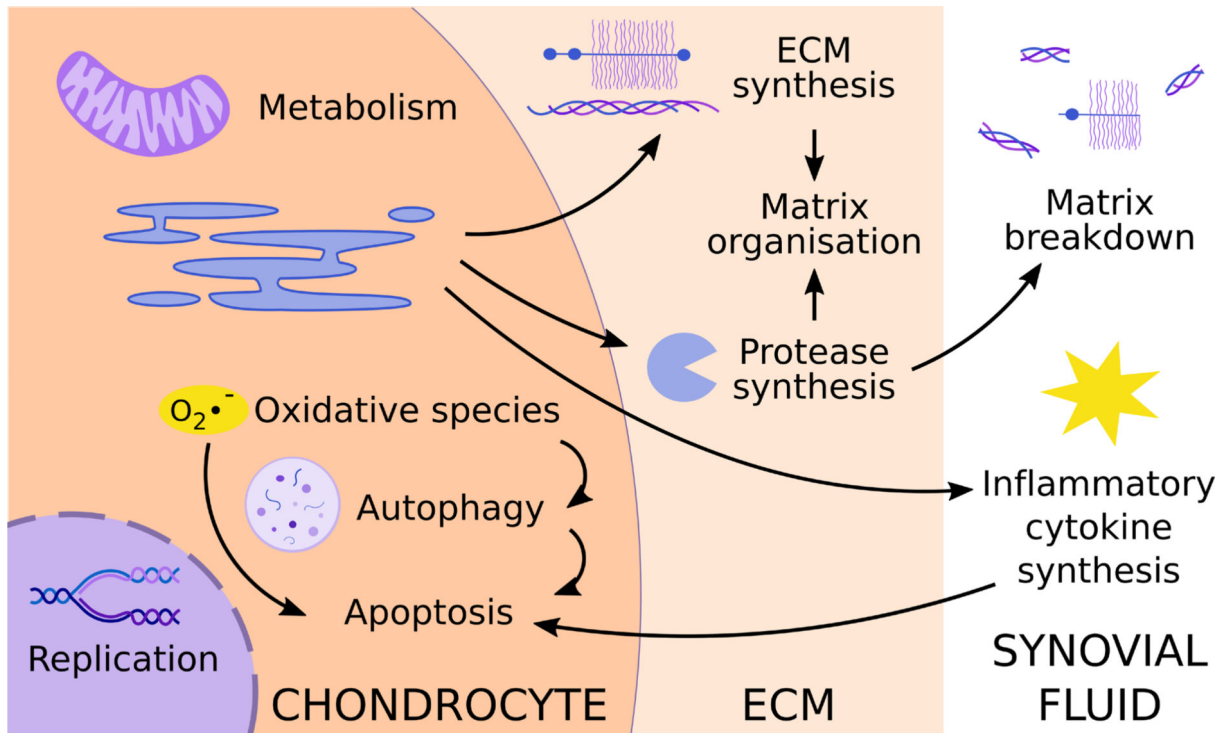 Metabolism
ECM
synthesis
Matrix
organisation
Matrix
breakdown
Protease
synthesis
O₂•⁻
Oxidative species
Autophagy
Apoptosis
Inflammatory
cytokine
synthesis
Replication
CHONDROCYTE
ECM
SYNOVIAL
FLUID